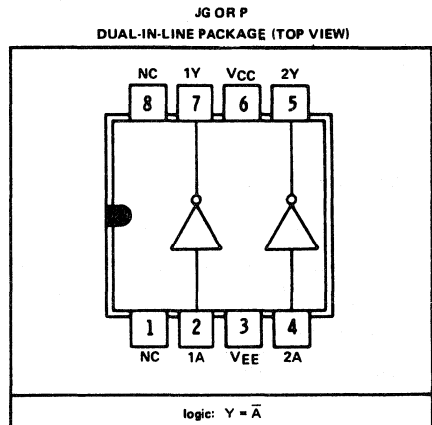 JG OR P
DUAL-IN-LINE PACKAGE (TOP VIEW)
NC 1Y VCC 2Y
8 7 6 5
1 2 3 4
NC 1A VEE 2A
logic: Y = A̅